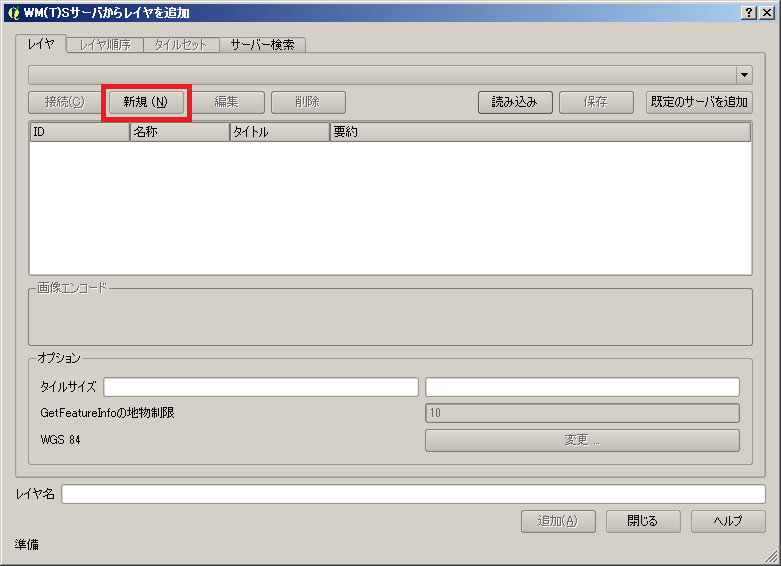 WM(T)Sサーバからレイヤを追加
レイヤ レイヤ順序 タイルセット サーバー検索
接続(C) 新規 (N) 編集 削除 読み込み 保存 既定のサーバを追加
ID 名称 タイトル 要約
画像エンコード
オプション
タイルサイズ
GetFeatureInfoの地物制限 10
WGS 84 変更 ...
レイヤ名
追加(A) 閉じる ヘルプ
準備